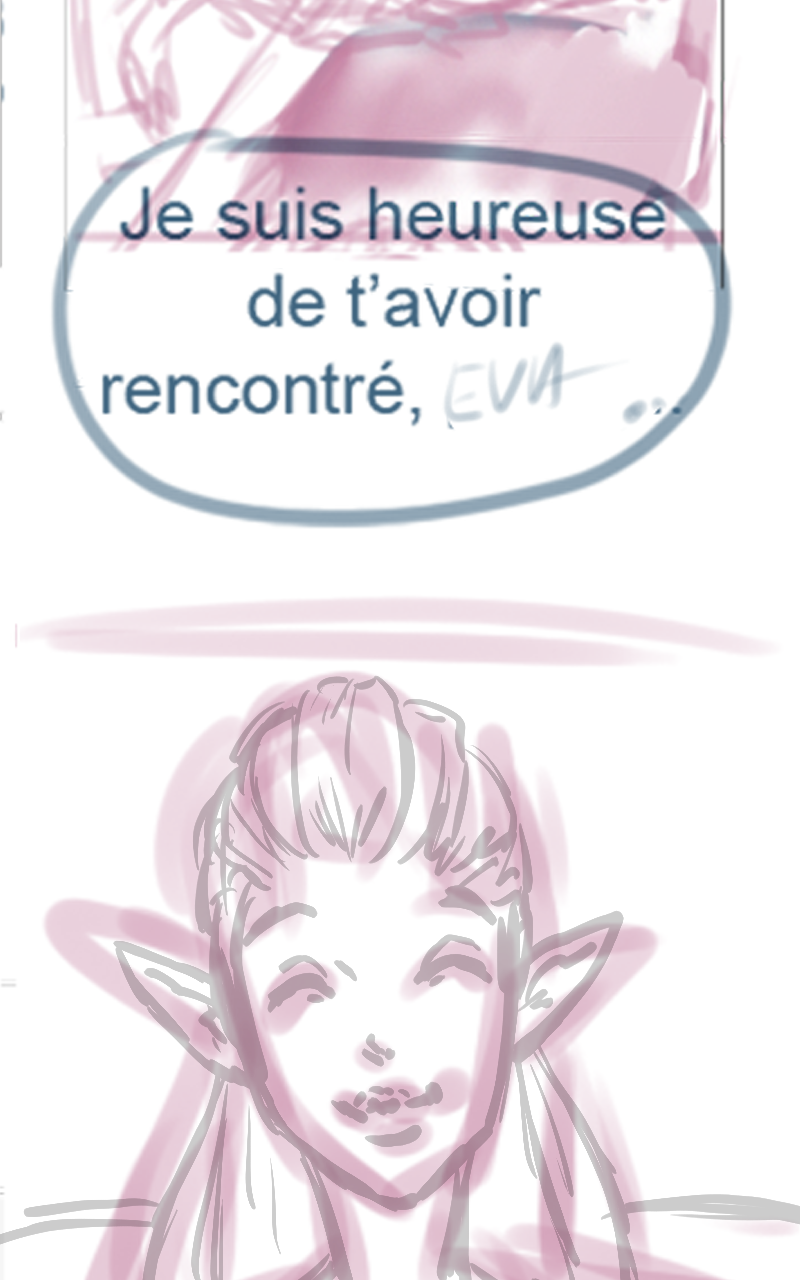 Je suis heureuse
de t’avoir
rencontré, EVA ...